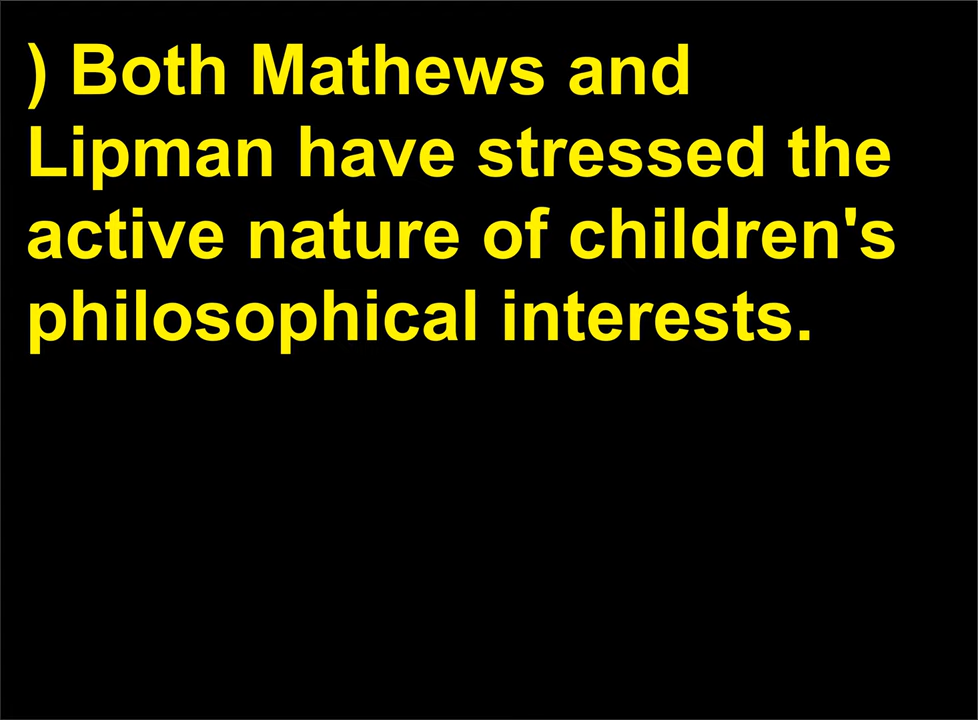 ) Both Mathews and
Lipman have stressed the
active nature of children's
philosophical interests.